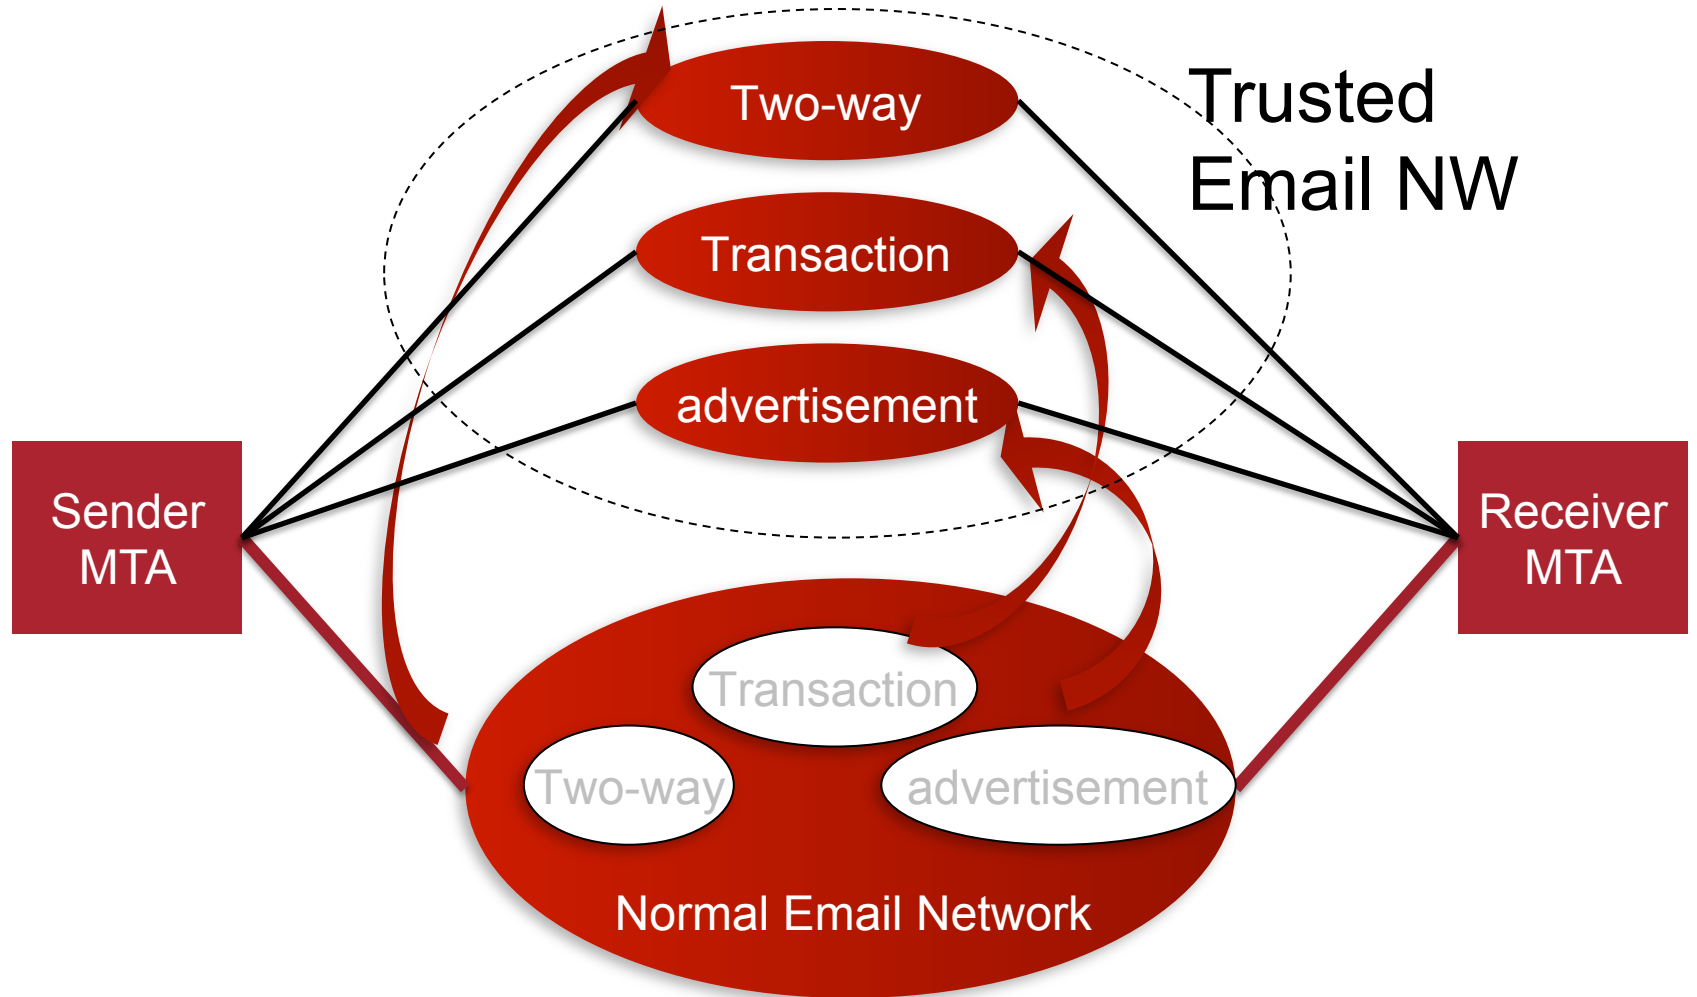 Two-way
Trusted
Email NW
Transaction
advertisement
Sender
MTA
Receiver
MTA
Transaction
Two-way
advertisement
Normal Email Network